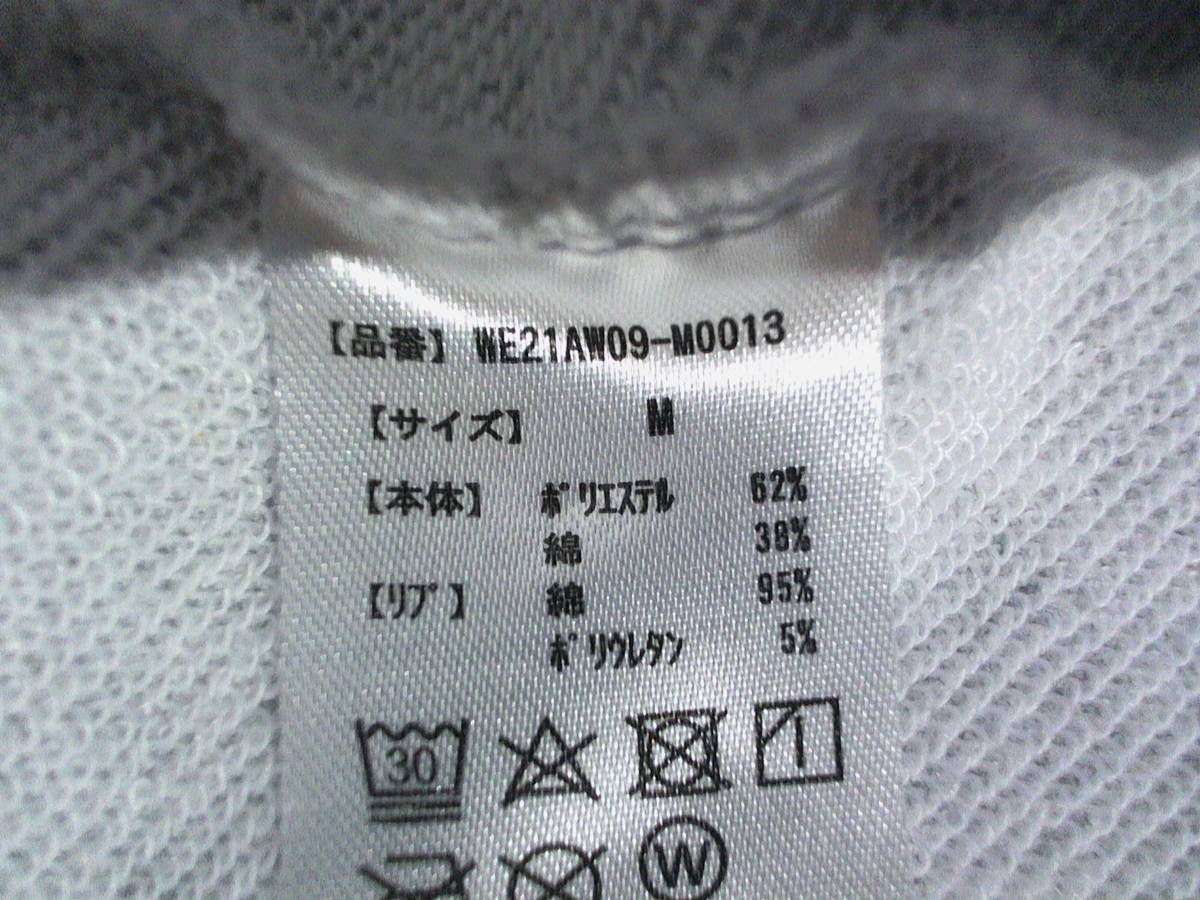 【品番】 WE21AW09-M0013
【サイズ】 M
【本体】 ﾎﾟﾘｴｽﾃﾙ 62%
綿 38%
【ﾘﾌﾞ】 綿 95%
ﾎﾟﾘｳﾚﾀﾝ 5%
30
W